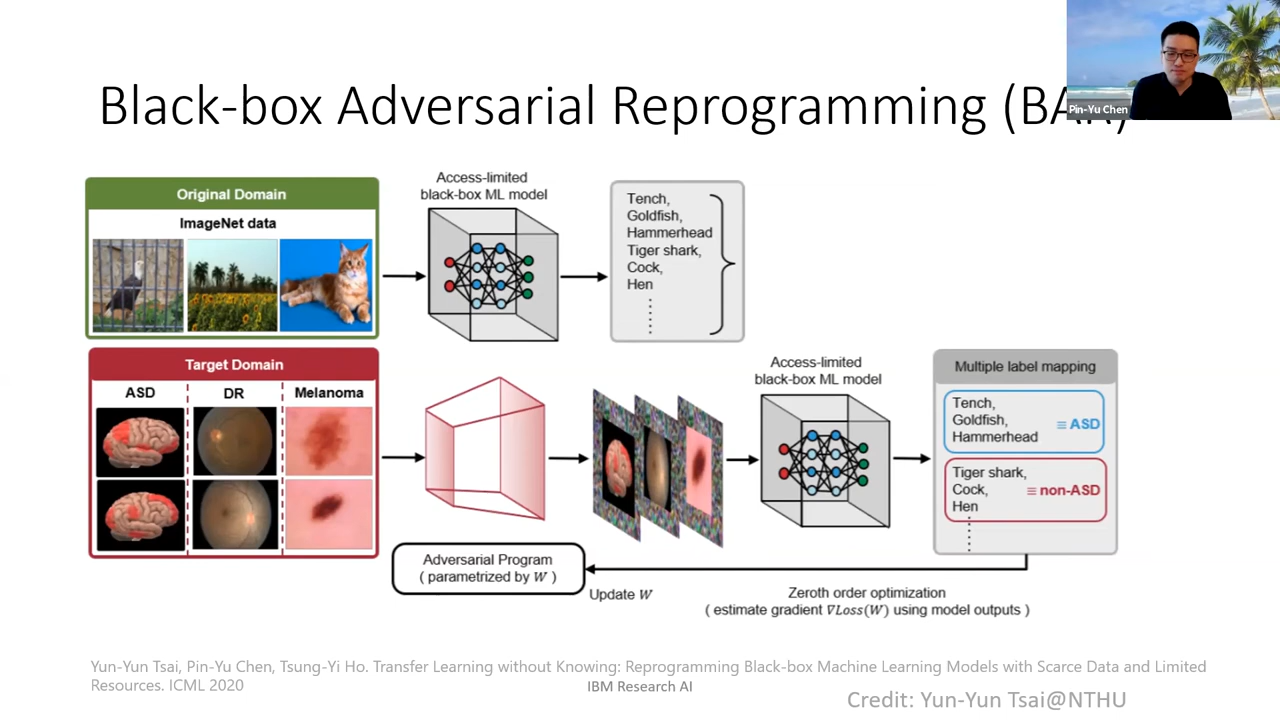 Black-box Adversarial Reprogramming (BAR)
Pin-Yu Chen
Original Domain
ImageNet data
Access-limited
black-box ML model
Tench,
Goldfish,
Hammerhead
Tiger shark,
Cock,
Hen
Target Domain
ASD
DR
Melanoma
Access-limited
black-box ML model
Multiple label mapping
Tench,
Goldfish,
Hammerhead
≡ ASD
Tiger shark,
Cock,
Hen
≡ non-ASD
Adversarial Program
( parametrized by W )
Update W
Zeroth order optimization
( estimate gradient ∇Loss(W) using model outputs )
Yun-Yun Tsai, Pin-Yu Chen, Tsung-Yi Ho. Transfer Learning without Knowing: Reprogramming Black-box Machine Learning Models with Scarce Data and Limited
Resources. ICML 2020
IBM Research AI
Credit: Yun-Yun Tsai@NTHU